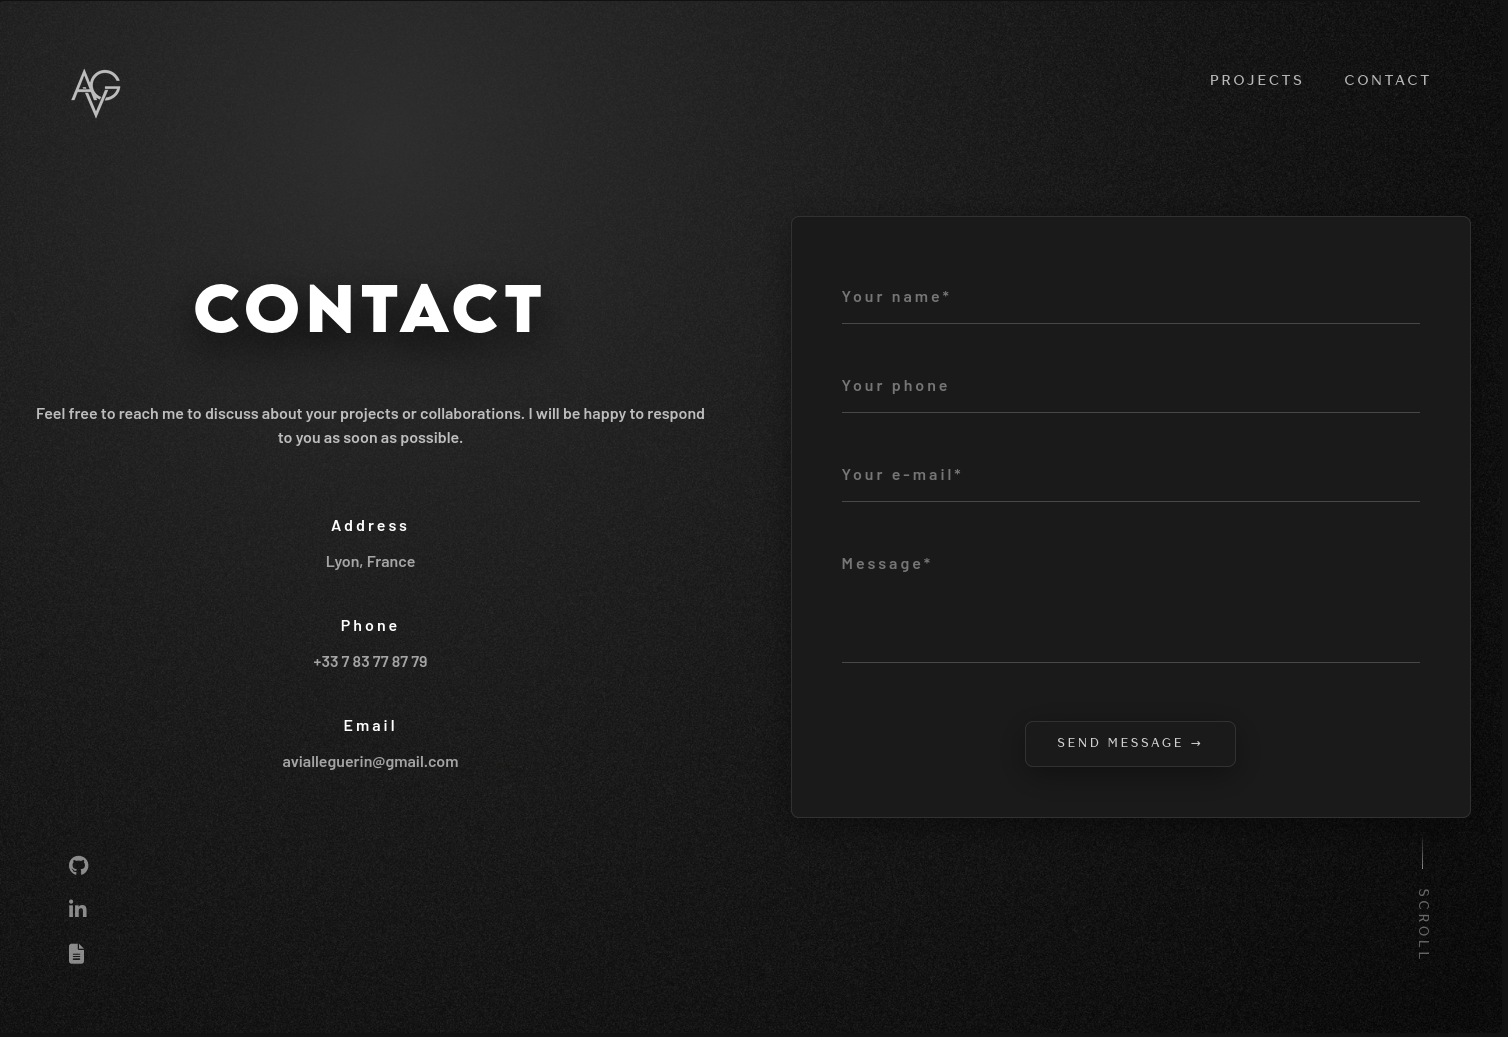 AVG
PROJECTS
CONTACT
CONTACT
Feel free to reach me to discuss about your projects or collaborations. I will be happy to respond
to you as soon as possible.
Address
Lyon, France
Phone
+33 7 83 77 87 79
Email
avialleguerin@gmail.com
Your name*
Your phone
Your e-mail*
Message*
SEND MESSAGE →
SCROLL
in